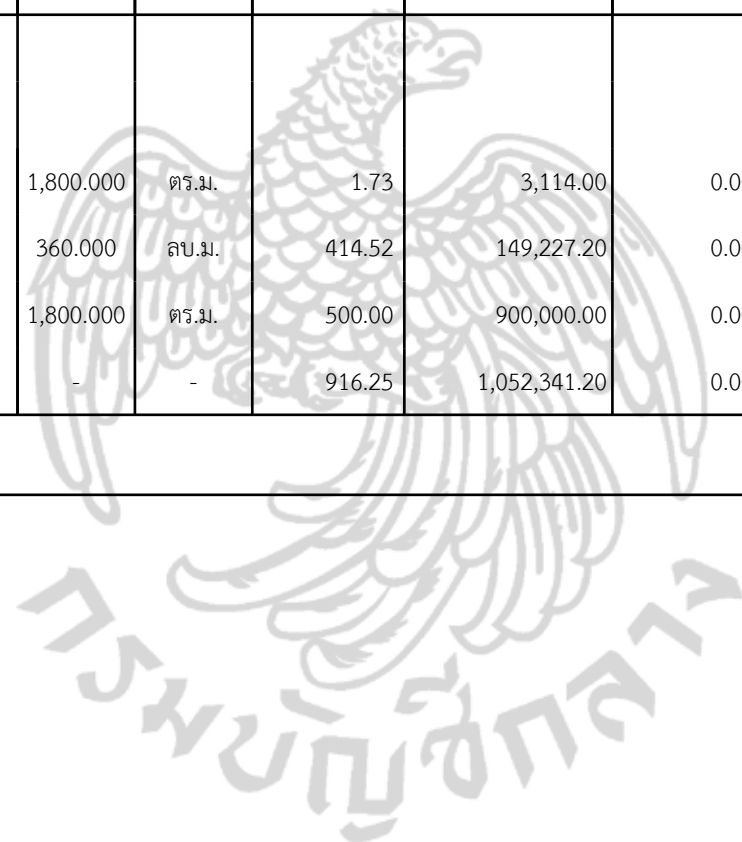 1,800.000 ตร.ม. 1.73 3,114.00 0.0
360.000 ลบ.ม. 414.52 149,227.20 0.0
1,800.000 ตร.ม. 500.00 900,000.00 0.0
- - 916.25 1,052,341.20 0.0
กรมบัญชีกลาง